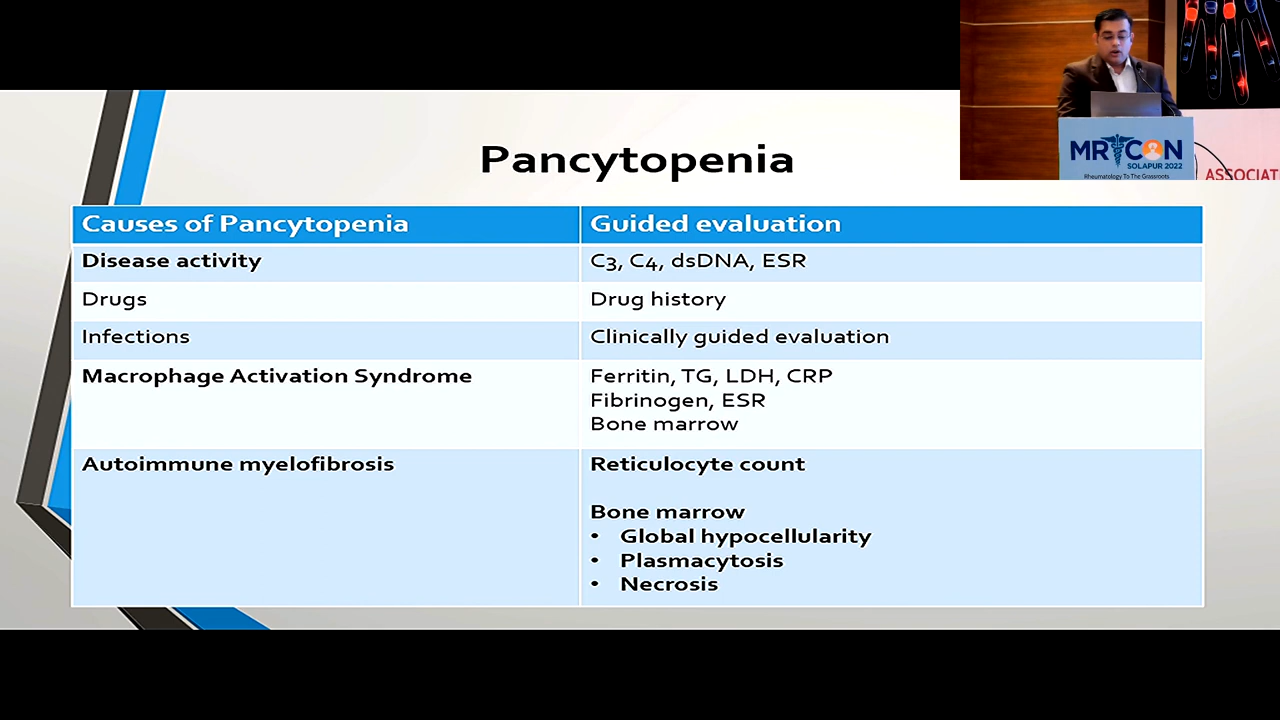 Pancytopenia
MRCON
SOLAPUR 2022
Rheumatology To The Grassroots
ASSOCIAT
Causes of Pancytopenia
Guided evaluation
Disease activity
C3, C4, dsDNA, ESR
Drugs
Drug history
Infections
Clinically guided evaluation
Macrophage Activation Syndrome
Ferritin, TG, LDH, CRP
Fibrinogen, ESR
Bone marrow
Autoimmune myelofibrosis
Reticulocyte count
Bone marrow
• Global hypocellularity
• Plasmacytosis
• Necrosis